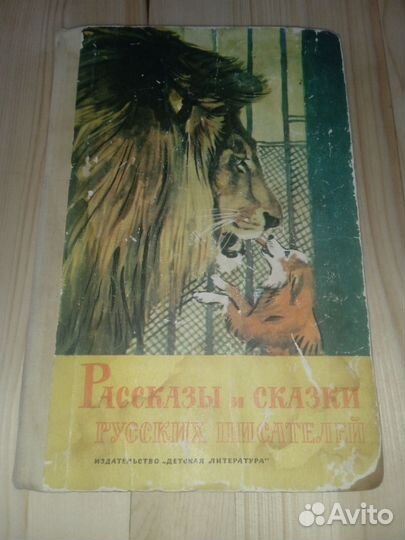 Рассказы и сказки
русских писателей
ИЗДАТЕЛЬСТВО „ДЕТСКАЯ ЛИТЕРАТУРА"
Avito